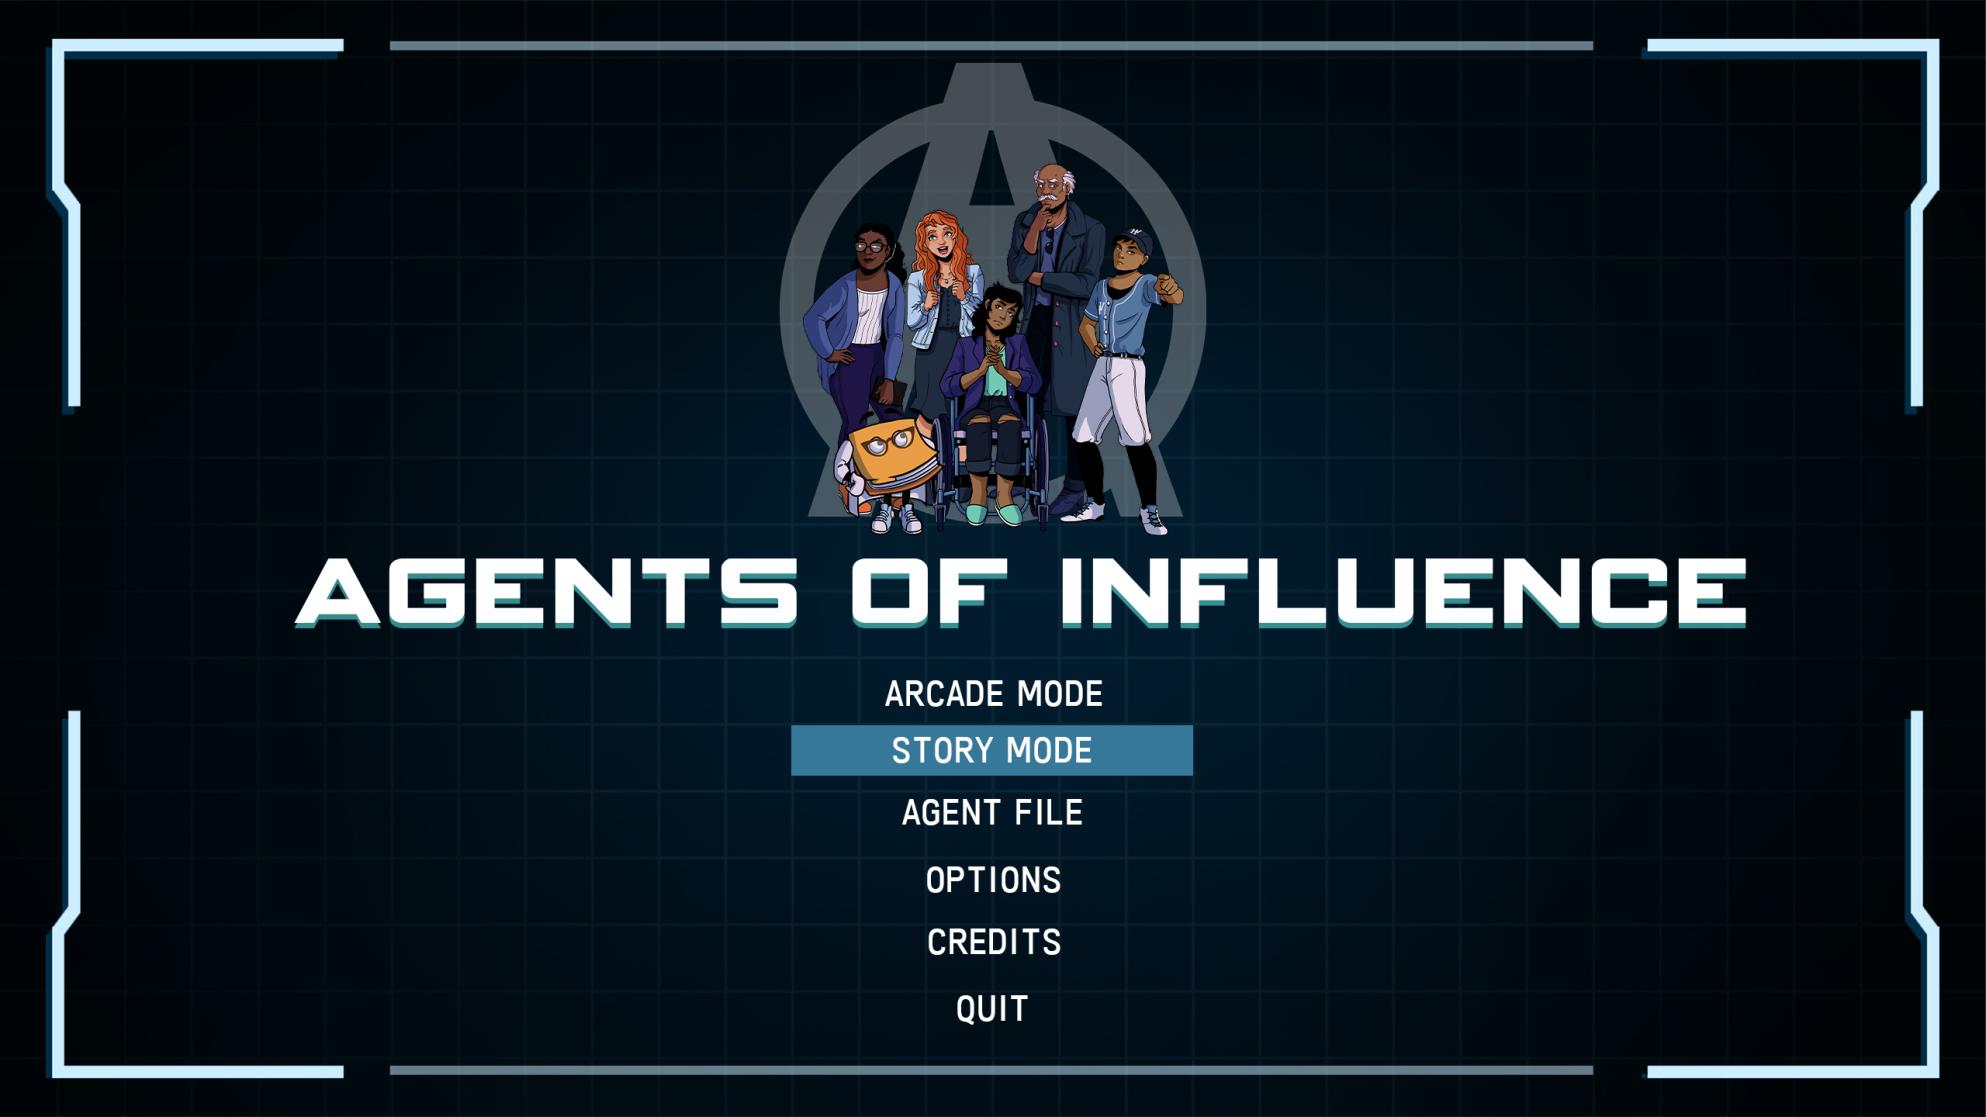 AGENTS OF INFLUENCE
ARCADE MODE
STORY MODE
AGENT FILE
OPTIONS
CREDITS
QUIT